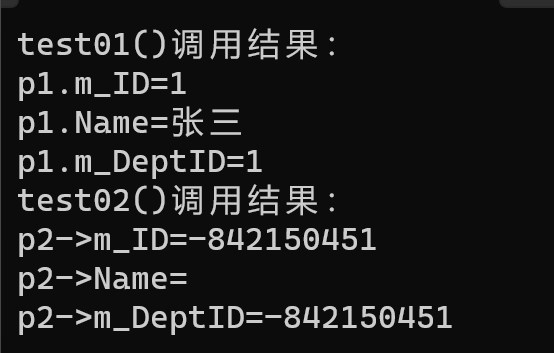 test01()调用结果：
p1.m_ID=1
p1.Name=张三
p1.m_DeptID=1
test02()调用结果：
p2->m_ID=-842150451
p2->Name=
p2->m_DeptID=-842150451